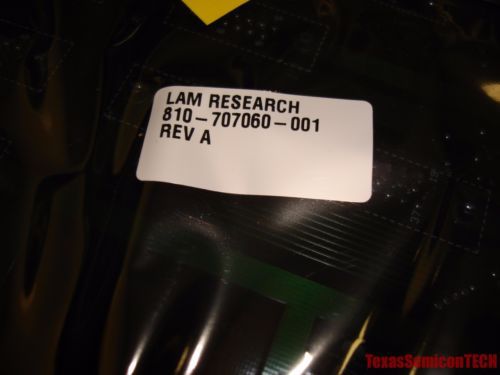 LAM RESEARCH
810-707060-001
REV A
TexasSemiconTECH